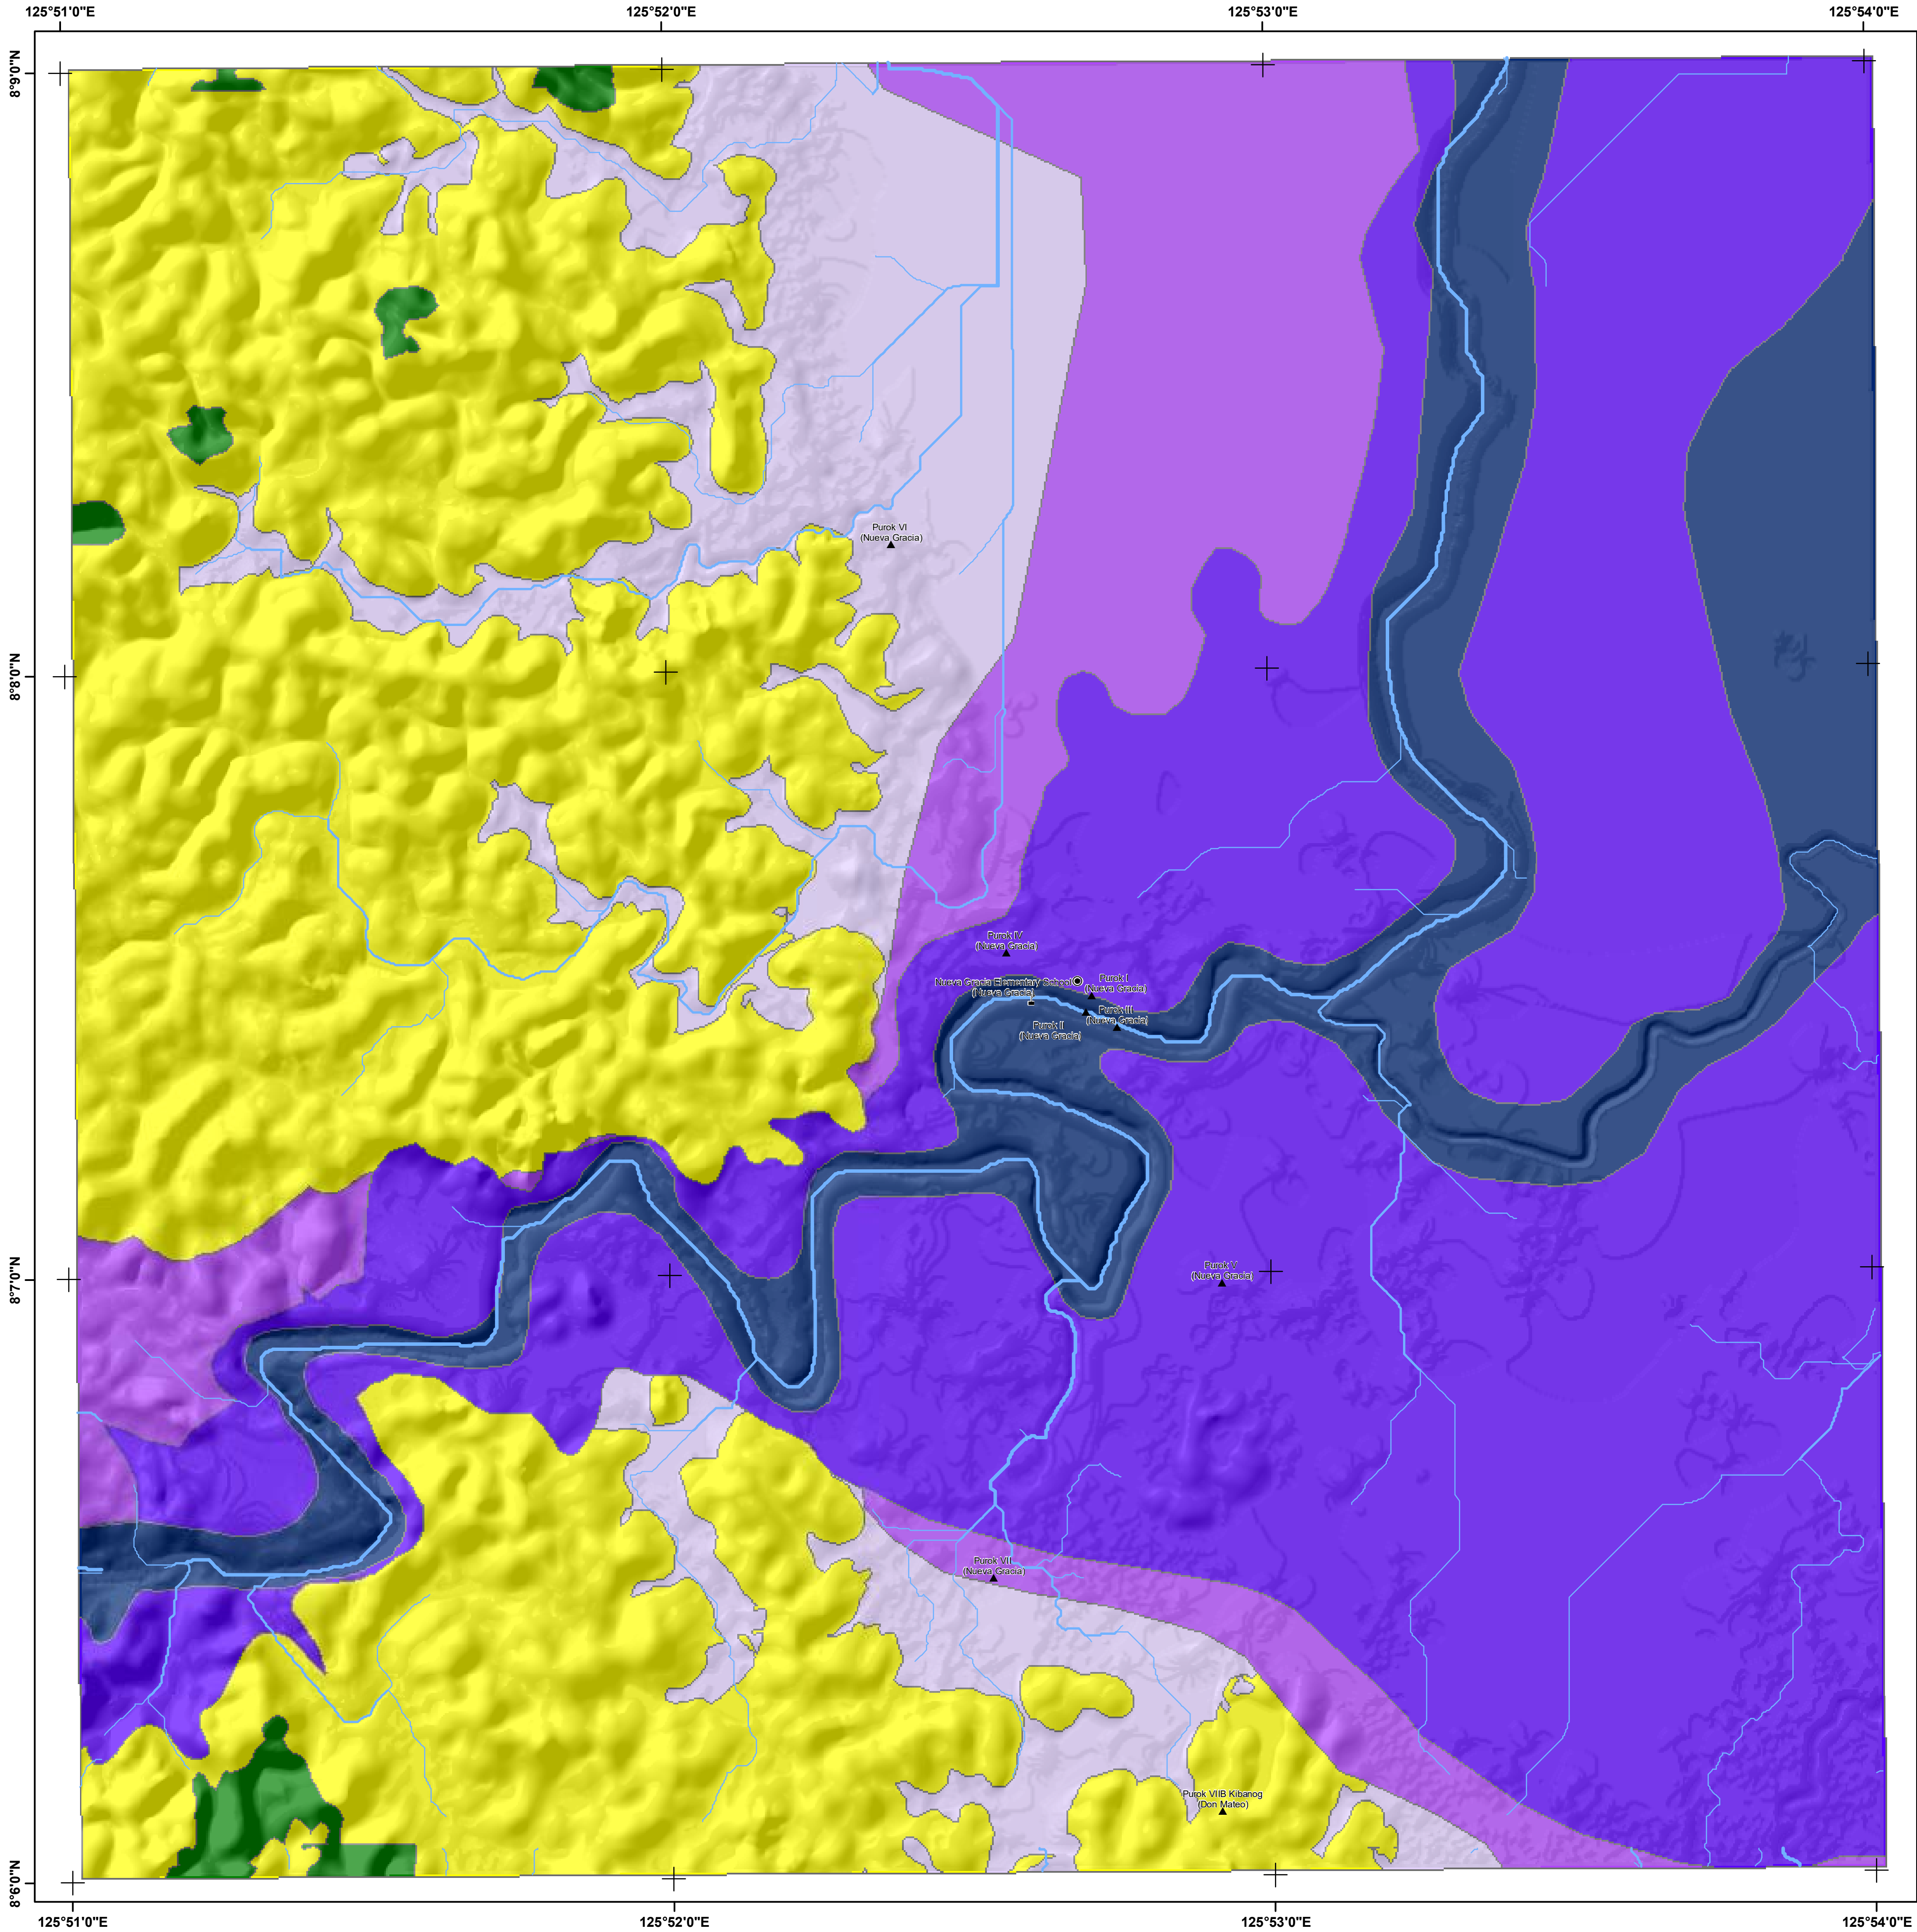 125°51'0"E
125°52'0"E
125°53'0"E
125°54'0"E
8°9'0"N
Purok VI
(Nueva Gracia)
8°8'0"N
Purok IV
(Nueva Gracia)
Nueva Gracia Elementary School
(Nueva Gracia)
Purok I
(Nueva Gracia)
Purok III
(Nueva Gracia)
Purok II
(Nueva Gracia)
Purok V
(Nueva Gracia)
8°7'0"N
Purok VII
(Nueva Gracia)
Purok VIIB Kibanog
(Don Mateo)
8°6'0"N
125°51'0"E
125°52'0"E
125°53'0"E
125°54'0"E